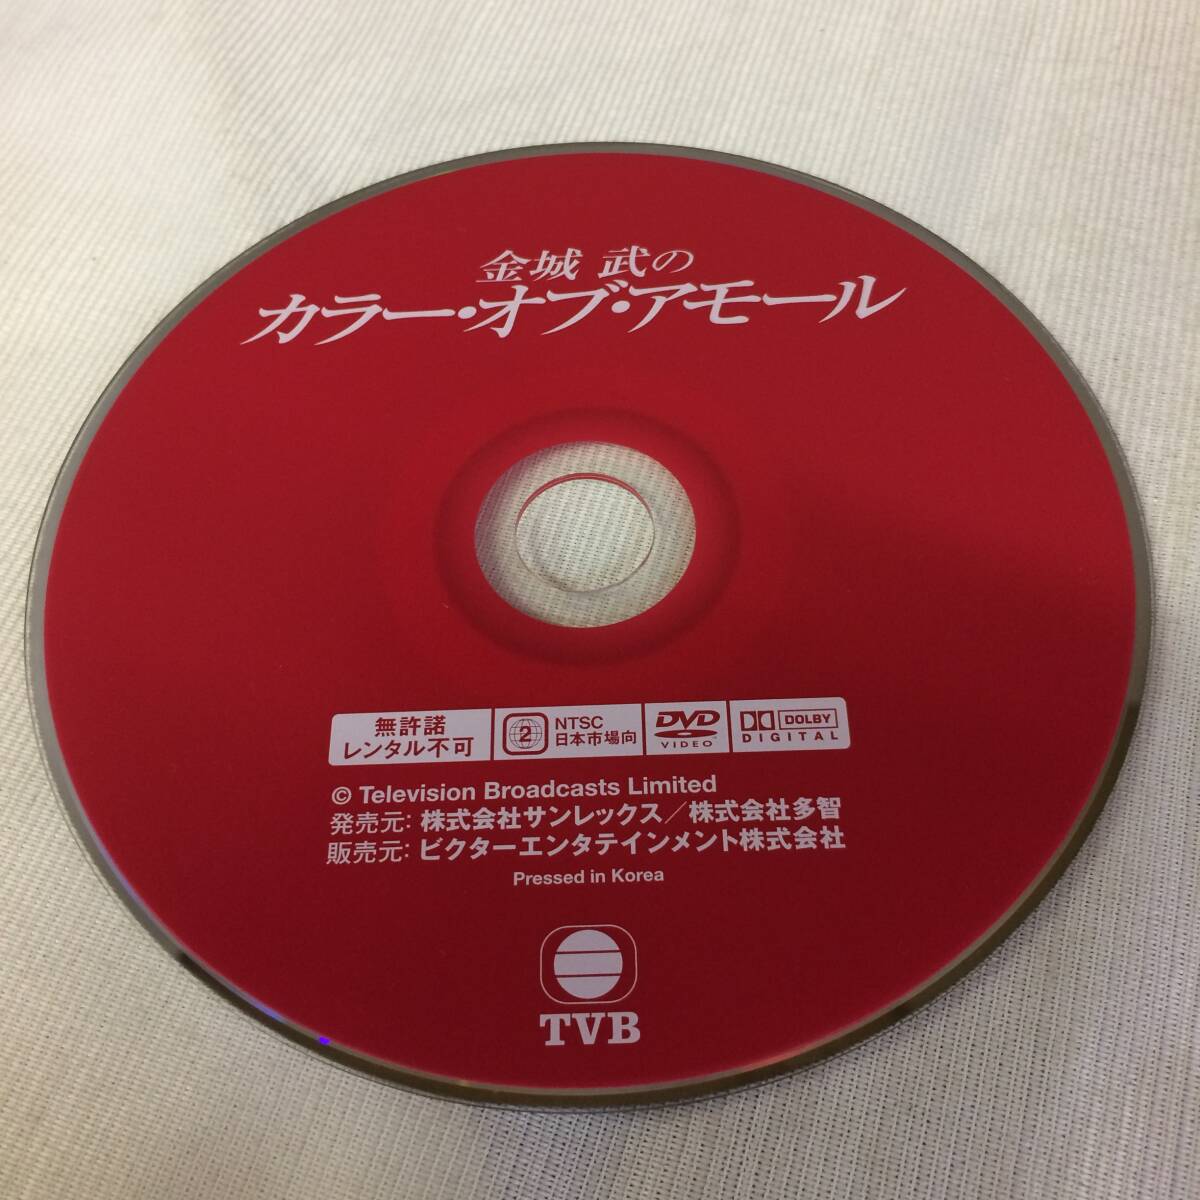 金城 武の
カラー・オブ・アモール
無許諾
レンタル不可
2
NTSC
日本市場向
DVD
VIDEO
DOLBY
DIGITAL
© Television Broadcasts Limited
発売元: 株式会社サンレックス／株式会社多智
販売元: ビクターエンタテインメント株式会社
Pressed in Korea
TVB